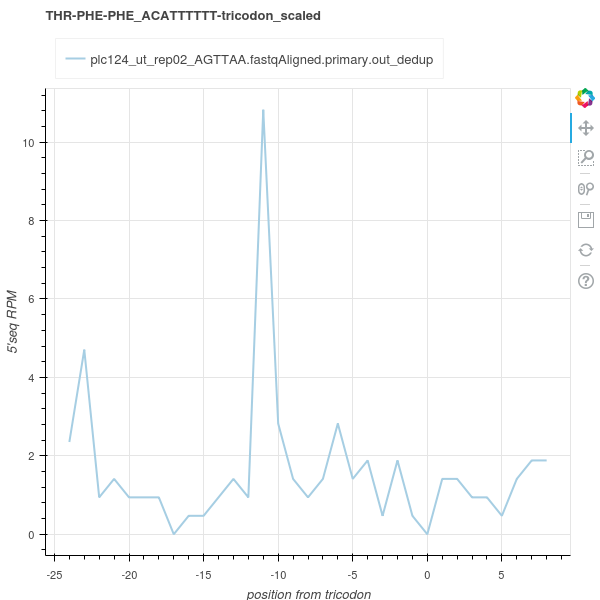 THR-PHE-PHE_ACATTTTTT-tricodon_scaled
plc124_ut_rep02_AGTTAA.fastqAligned.primary.out_dedup
10
8
6
4
2
0
5'seq RPM
-25 -20 -15 -10 -5 0 5
position from tricodon